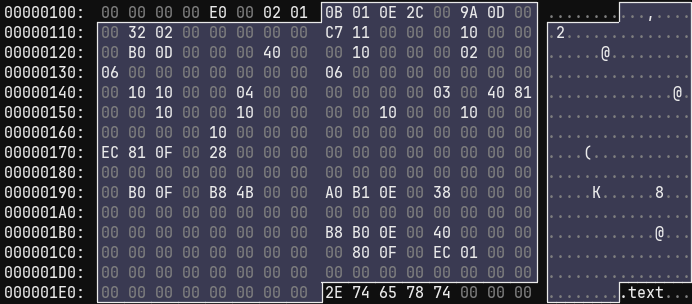 00000100: 00 00 00 00 E0 00 02 01 0B 01 0E 2C 00 9A 0D 00 ...........,....
00000110: 00 32 02 00 00 00 00 00 C7 11 00 00 00 10 00 00 .2..............
00000120: 00 B0 0D 00 00 00 40 00 00 10 00 00 00 02 00 00 ......@.........
00000130: 06 00 00 00 00 00 00 00 06 00 00 00 00 00 00 00 ................
00000140: 00 10 10 00 00 04 00 00 00 00 00 00 03 00 40 81 ..............@.
00000150: 00 00 10 00 00 10 00 00 00 00 10 00 00 10 00 00 ................
00000160: 00 00 00 00 10 00 00 00 00 00 00 00 00 00 00 00 ................
00000170: EC 81 0F 00 28 00 00 00 00 00 00 00 00 00 00 00 ....(...........
00000180: 00 00 00 00 00 00 00 00 00 00 00 00 00 00 00 00 ................
00000190: 00 B0 0F 00 B8 4B 00 00 A0 B1 0E 00 38 00 00 00 .....K......8...
000001A0: 00 00 00 00 00 00 00 00 00 00 00 00 00 00 00 00 ................
000001B0: 00 00 00 00 00 00 00 00 B8 B0 0E 00 40 00 00 00 ............@...
000001C0: 00 00 00 00 00 00 00 00 00 80 0F 00 EC 01 00 00 ................
000001D0: 00 00 00 00 00 00 00 00 00 00 00 00 00 00 00 00 ................
000001E0: 00 00 00 00 00 00 00 00 2E 74 65 78 74 00 00 00 .........text...